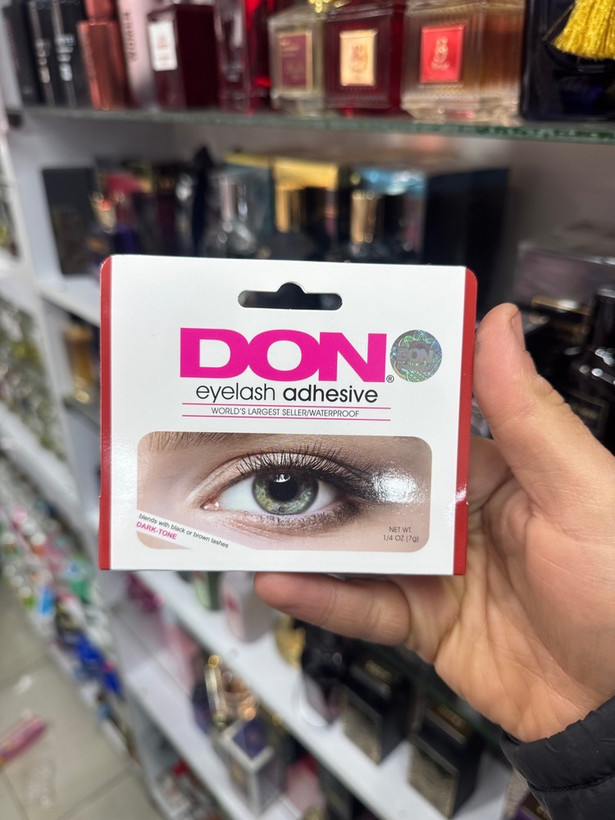 DON®
DON
eyelash adhesive
WORLD'S LARGEST SELLER/WATERPROOF
blends with black or brown lashes
DARK-TONE
NET WT.
1/4 OZ (7g)